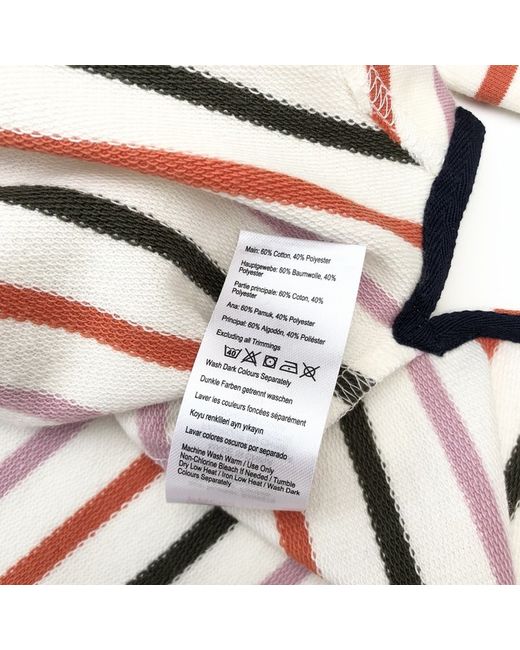 Main: 60% Cotton, 40% Polyester
Hauptgewebe: 60% Baumwolle, 40%
Polyester
Partie principale: 60% Coton, 40%
Polyester
Ana: 60% Pamuk, 40% Polyester
Principal: 60% Algodón, 40% Poliéster
Excluding all Trimmings
40
Wash Dark Colours Separately
Dunkle Farben getrennt waschen
Laver les couleurs foncées séparément
Koyu renklleri ayrı yıkayın
Lavar colores oscuros por separado
Machine Wash Warm / Use Only
Non-Chlorine Bleach If Needed / Tumble
Dry Low Heat / Iron Low Heat / Wash Dark
Colours Separately